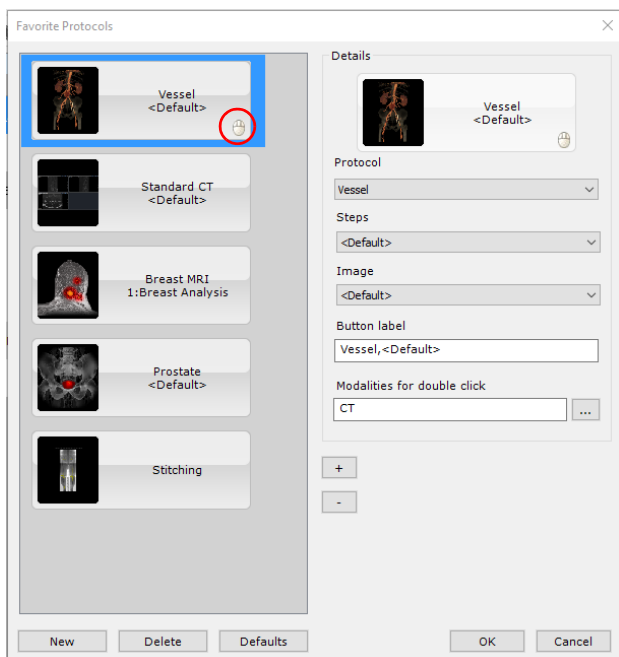 Favorite Protocols
Vessel
<Default>
Standard CT
<Default>
Breast MRI
1:Breast Analysis
Prostate
<Default>
Stitching
Details
Vessel
<Default>
Protocol
Vessel
Steps
<Default>
Image
<Default>
Button label
Vessel,<Default>
Modalities for double click
CT
...
+
-
New
Delete
Defaults
OK
Cancel